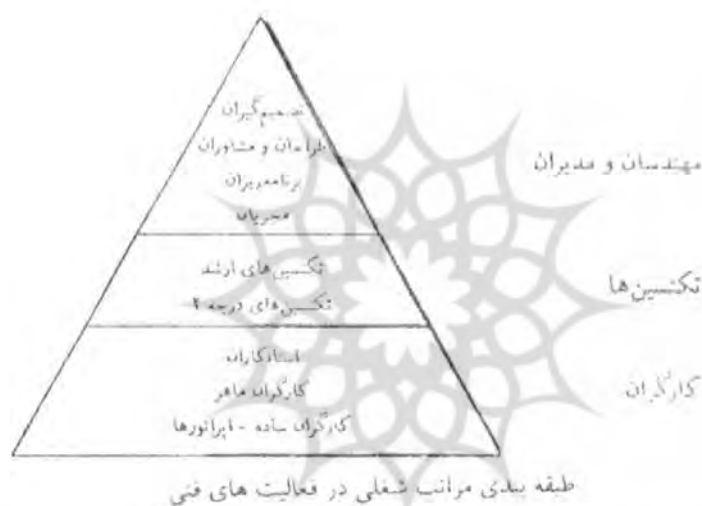 تصمیم‌گیران
طراحان و مشاوران
برنامه‌ریزان
مجریان
مهندسان و مدیران
تکنسین‌های ارشد
تکنسین‌های درجه ۲
تکنسین‌ها
استادکاران
کارگران ماهر
کارگران ساده - اپراتورها
کارگران
طبقه بندی مراتب شغلی در فعالیت های فنی